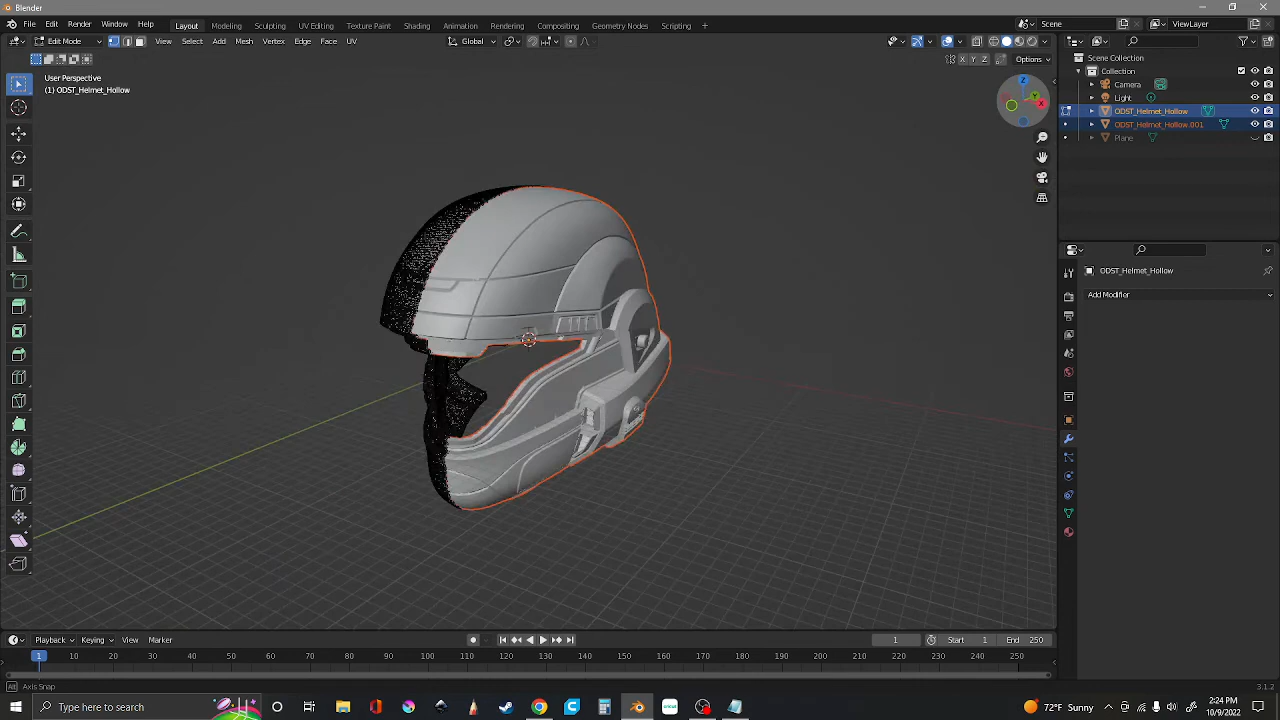 Blender
File Edit Render Window Help Layout Modeling Sculpting UV Editing Texture Paint Shading Animation Rendering Compositing Geometry Nodes Scripting + Scene ViewLayer
Edit Mode View Select Add Mesh Vertex Edge Face UV Global
X Y Z Options
User Perspective
(1) ODST_Helmet_Hollow
Scene Collection
Collection
Camera
Light
ODST_Helmet_Hollow
ODST_Helmet_Hollow.001
Plane
Z
Y
X
ODST_Helmet_Hollow
Add Modifier
Playback Keying View Marker 1 Start 1 End 250
1 10 20 30 40 50 60 70 80 90 100 110 120 130 140 150 160 170 180 190 200 210 220 230 240 250
Axis Snap 3.1.2
Type here to search cricut 72°F Sunny 2:24 PM
10/9/2022